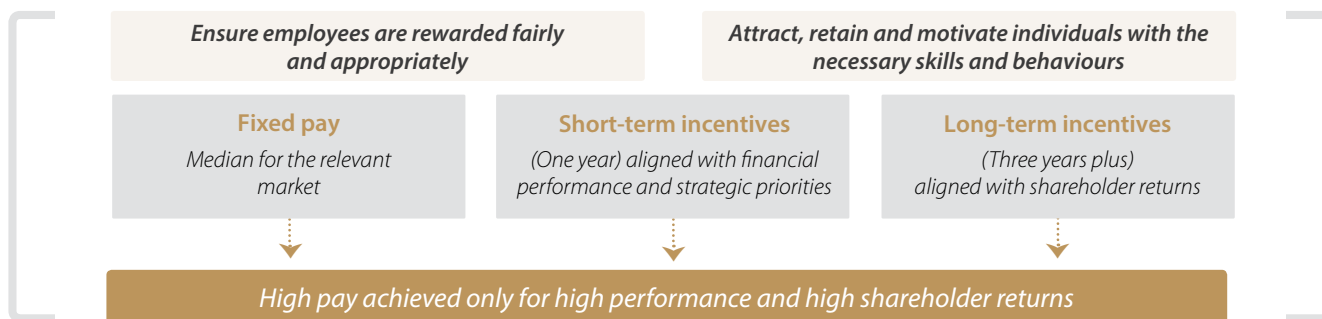 Ensure employees are rewarded fairly
and appropriately
Attract, retain and motivate individuals with the
necessary skills and behaviours
Fixed pay
Median for the relevant
market
Short-term incentives
(One year) aligned with financial
performance and strategic priorities
Long-term incentives
(Three years plus)
aligned with shareholder returns
High pay achieved only for high performance and high shareholder returns